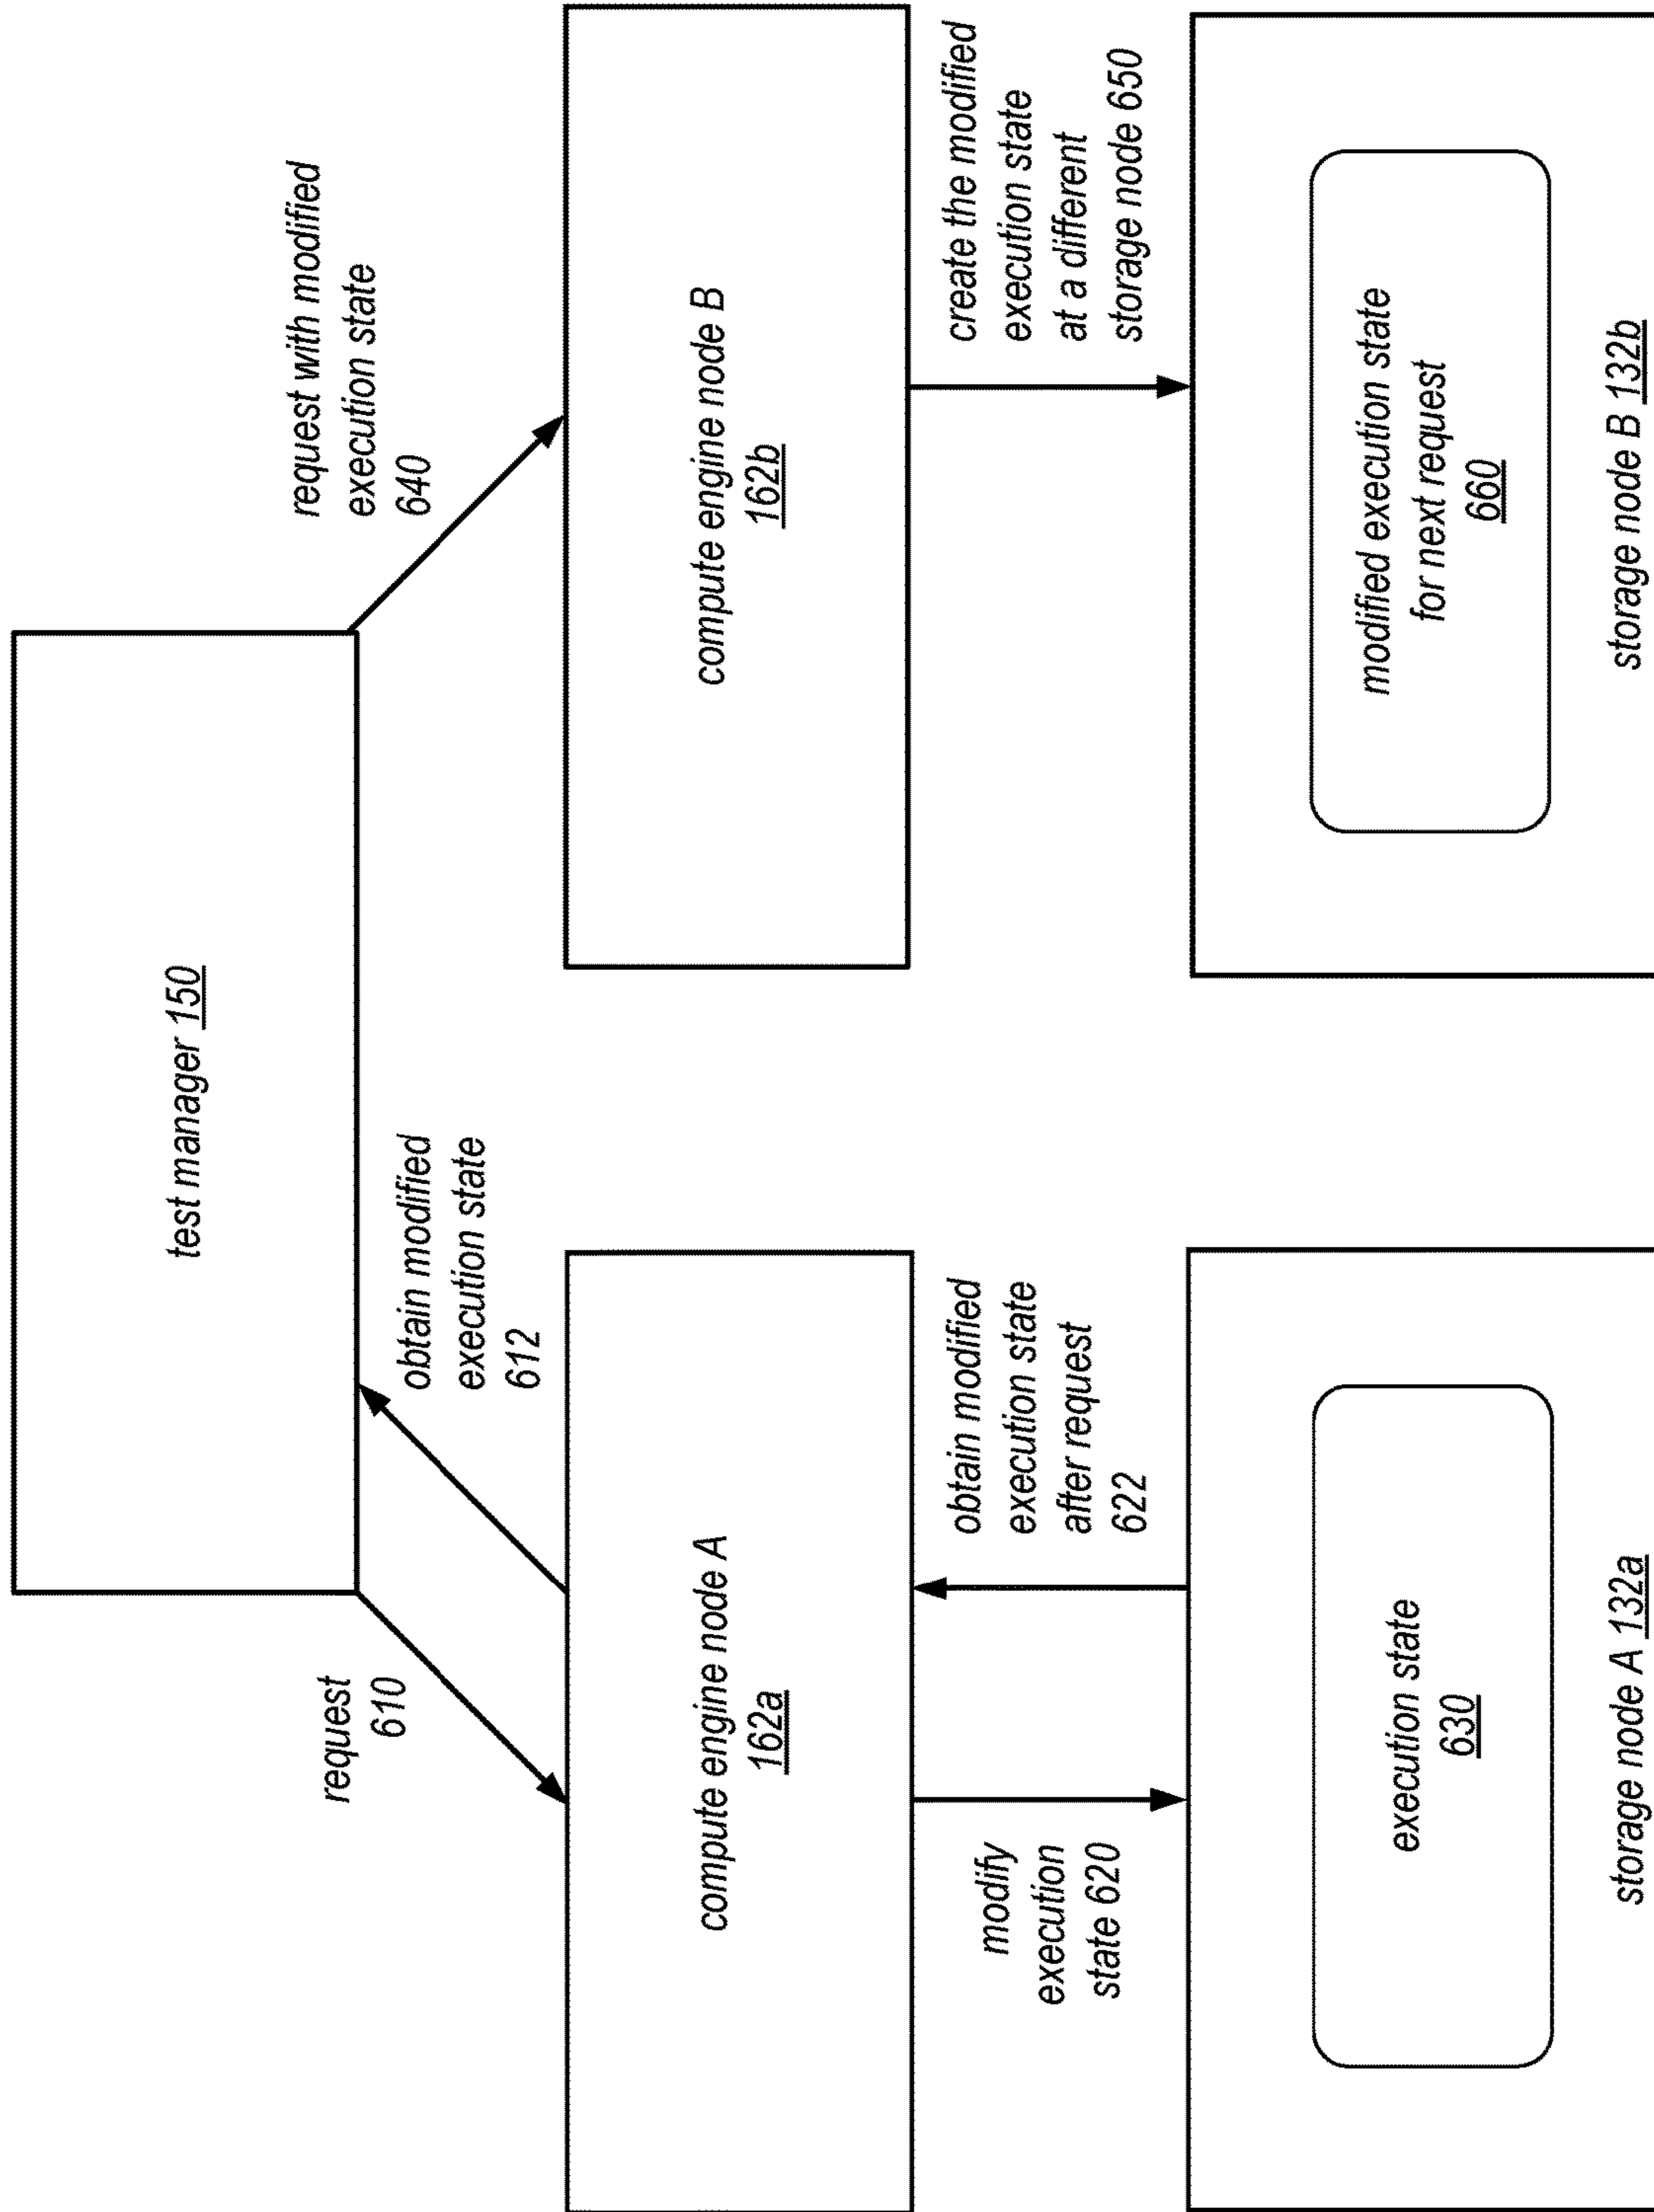 test manager 150
request
610
obtain modified
execution state
612
request with modified
execution state
640
compute engine node A
162a
compute engine node B
162b
modify
execution
state 620
obtain modified
execution state
after request
622
create the modified
execution state
at a different
storage node 650
execution state
630
storage node A 132a
modified execution state
for next request
660
storage node B 132b